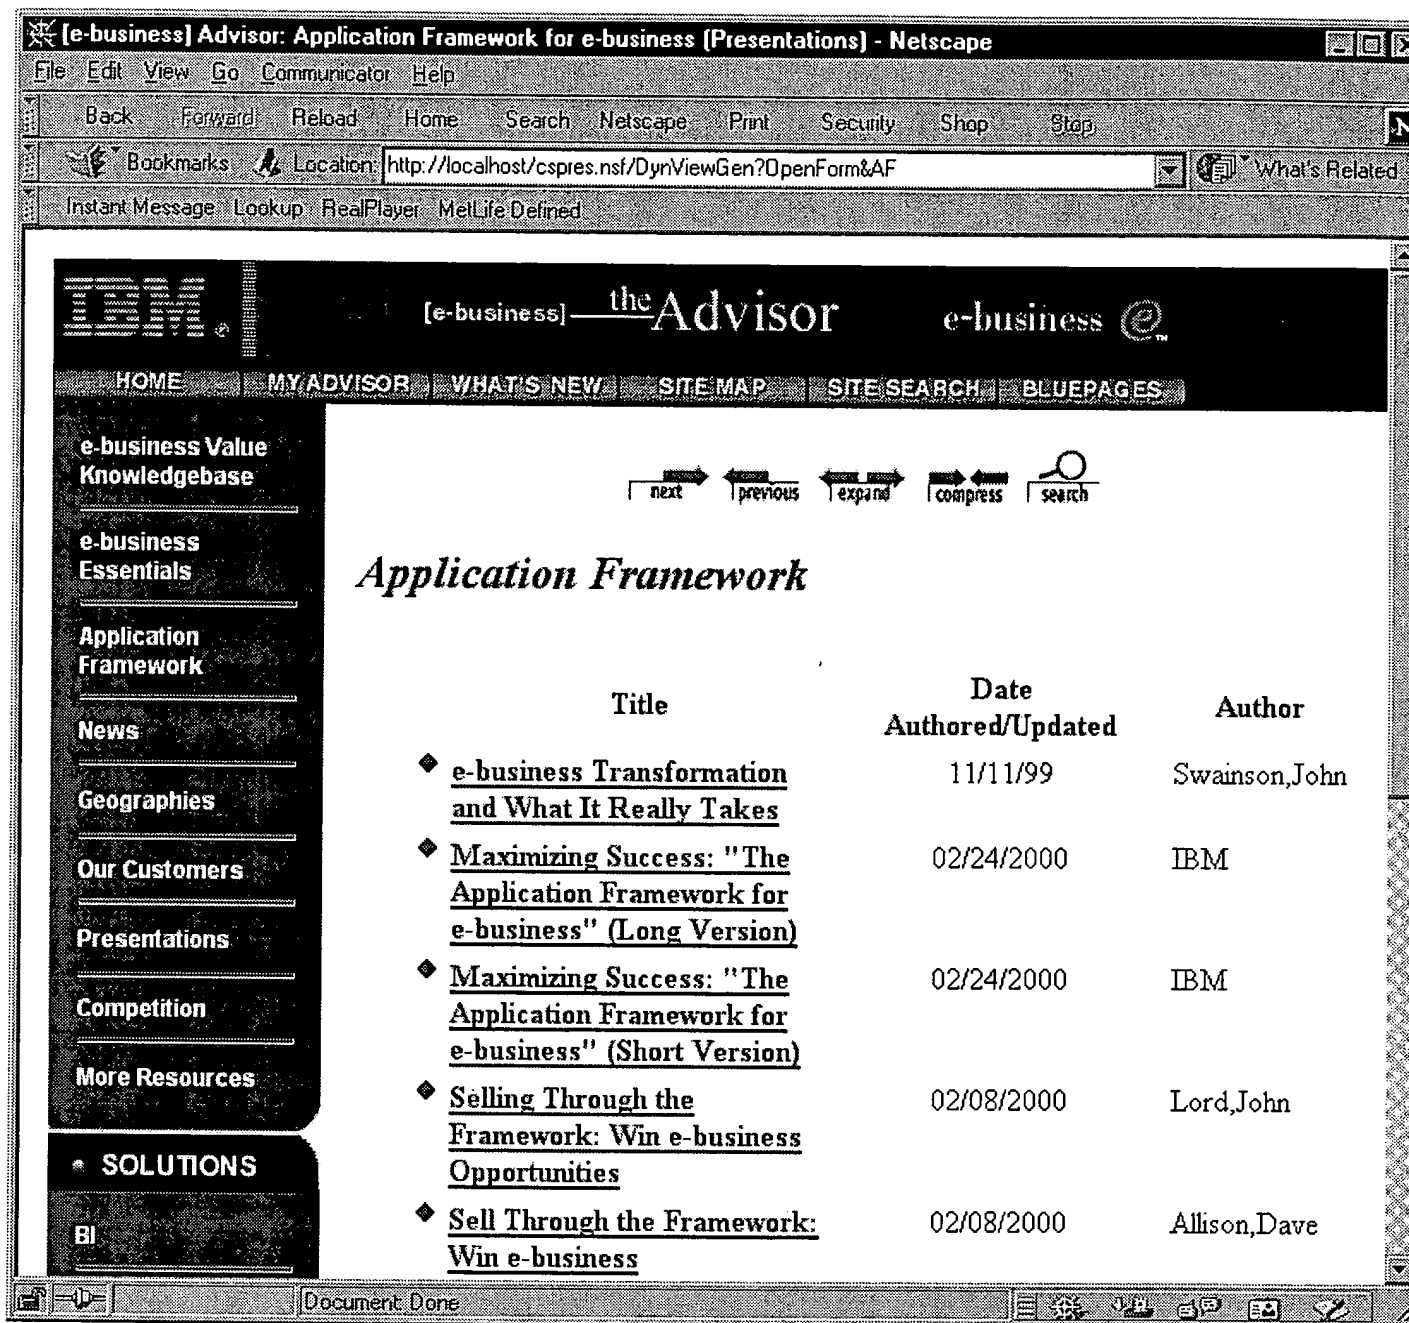 [e-business] Advisor: Application Framework for e-business (Presentations) - Netscape
File Edit View Go Communicator Help
Back Forward Reload Home Search Netscape Print Security Shop Stop
N
Bookmarks Location: http://localhost/cspres.nsf/DynViewGen?OpenForm&AF What's Related
Instant Message Lookup RealPlayer MetLife Defined
IBM® [e-business] the Advisor e-business e™
HOME MY ADVISOR WHAT'S NEW SITE MAP SITE SEARCH BLUEPAGES
e-business Value
Knowledgebase
e-business
Essentials
Application
Framework
News
Geographies
Our Customers
Presentations
Competition
More Resources
SOLUTIONS
BI
next previous expand compress search
Application Framework
Title Date Authored/Updated Author
e-business Transformation 11/11/99 Swainson,John
and What It Really Takes
Maximizing Success: "The 02/24/2000 IBM
Application Framework for
e-business" (Long Version)
Maximizing Success: "The 02/24/2000 IBM
Application Framework for
e-business" (Short Version)
Selling Through the 02/08/2000 Lord,John
Framework: Win e-business
Opportunities
Sell Through the Framework: 02/08/2000 Allison,Dave
Win e-business
Document: Done